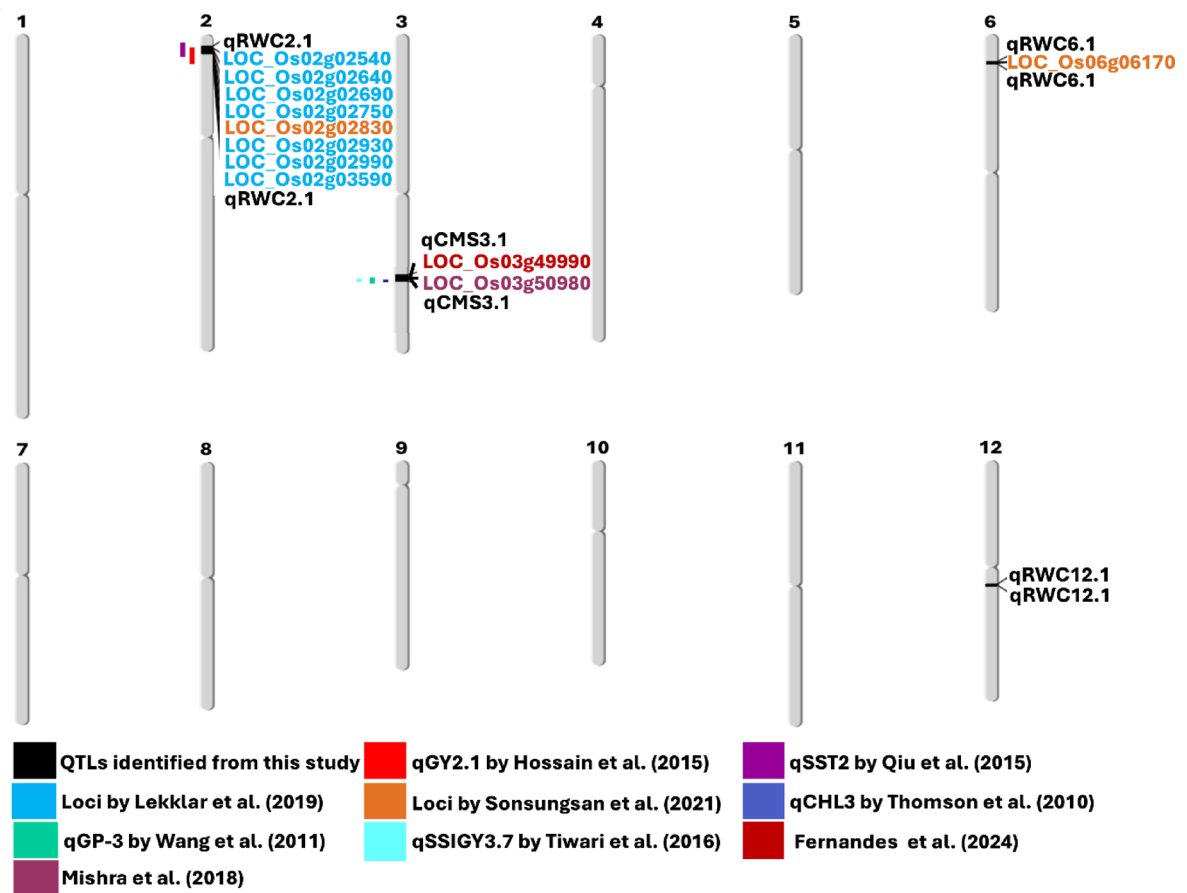 1
2
3
4
5
6
qRWC2.1
LOC_Os02g02540
LOC_Os02g02640
LOC_Os02g02690
LOC_Os02g02750
LOC_Os02g02830
LOC_Os02g02930
LOC_Os02g02990
LOC_Os02g03590
qRWC2.1
qCMS3.1
LOC_Os03g49990
LOC_Os03g50980
qCMS3.1
qRWC6.1
LOC_Os06g06170
qRWC6.1
7
8
9
10
11
12
qRWC12.1
qRWC12.1
QTLs identified from this study
qGY2.1 by Hossain et al. (2015)
qSST2 by Qiu et al. (2015)
Loci by Lekklar et al. (2019)
Loci by Sonsungsan et al. (2021)
qCHL3 by Thomson et al. (2010)
qGP-3 by Wang et al. (2011)
qSSIGY3.7 by Tiwari et al. (2016)
Fernandes et al. (2024)
Mishra et al. (2018)